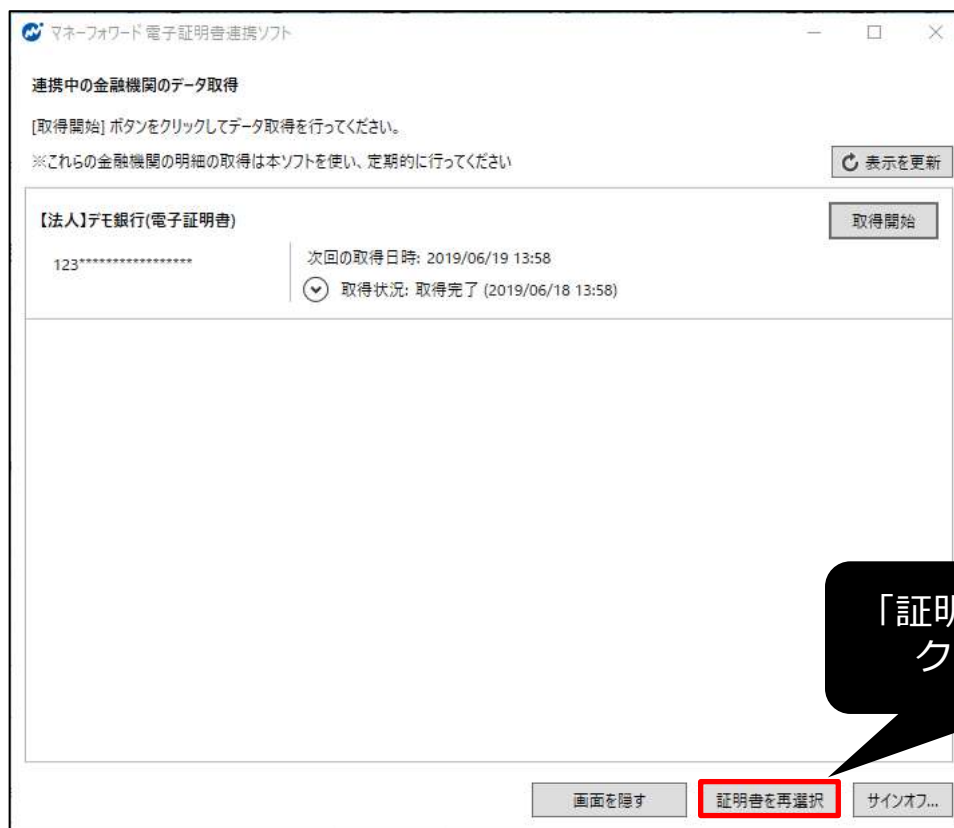 マネーフォワード 電子証明書連携ソフト
連携中の金融機関のデータ取得
[取得開始] ボタンをクリックしてデータ取得を行ってください。
※これらの金融機関の明細の取得は本ソフトを使い、定期的に行ってください
表示を更新
【法人】デモ銀行(電子証明書)
取得開始
123*****************
次回の取得日時: 2019/06/19 13:58
取得状況: 取得完了 (2019/06/18 13:58)
「証明
ク
画面を隠す
証明書を再選択
サインオフ...